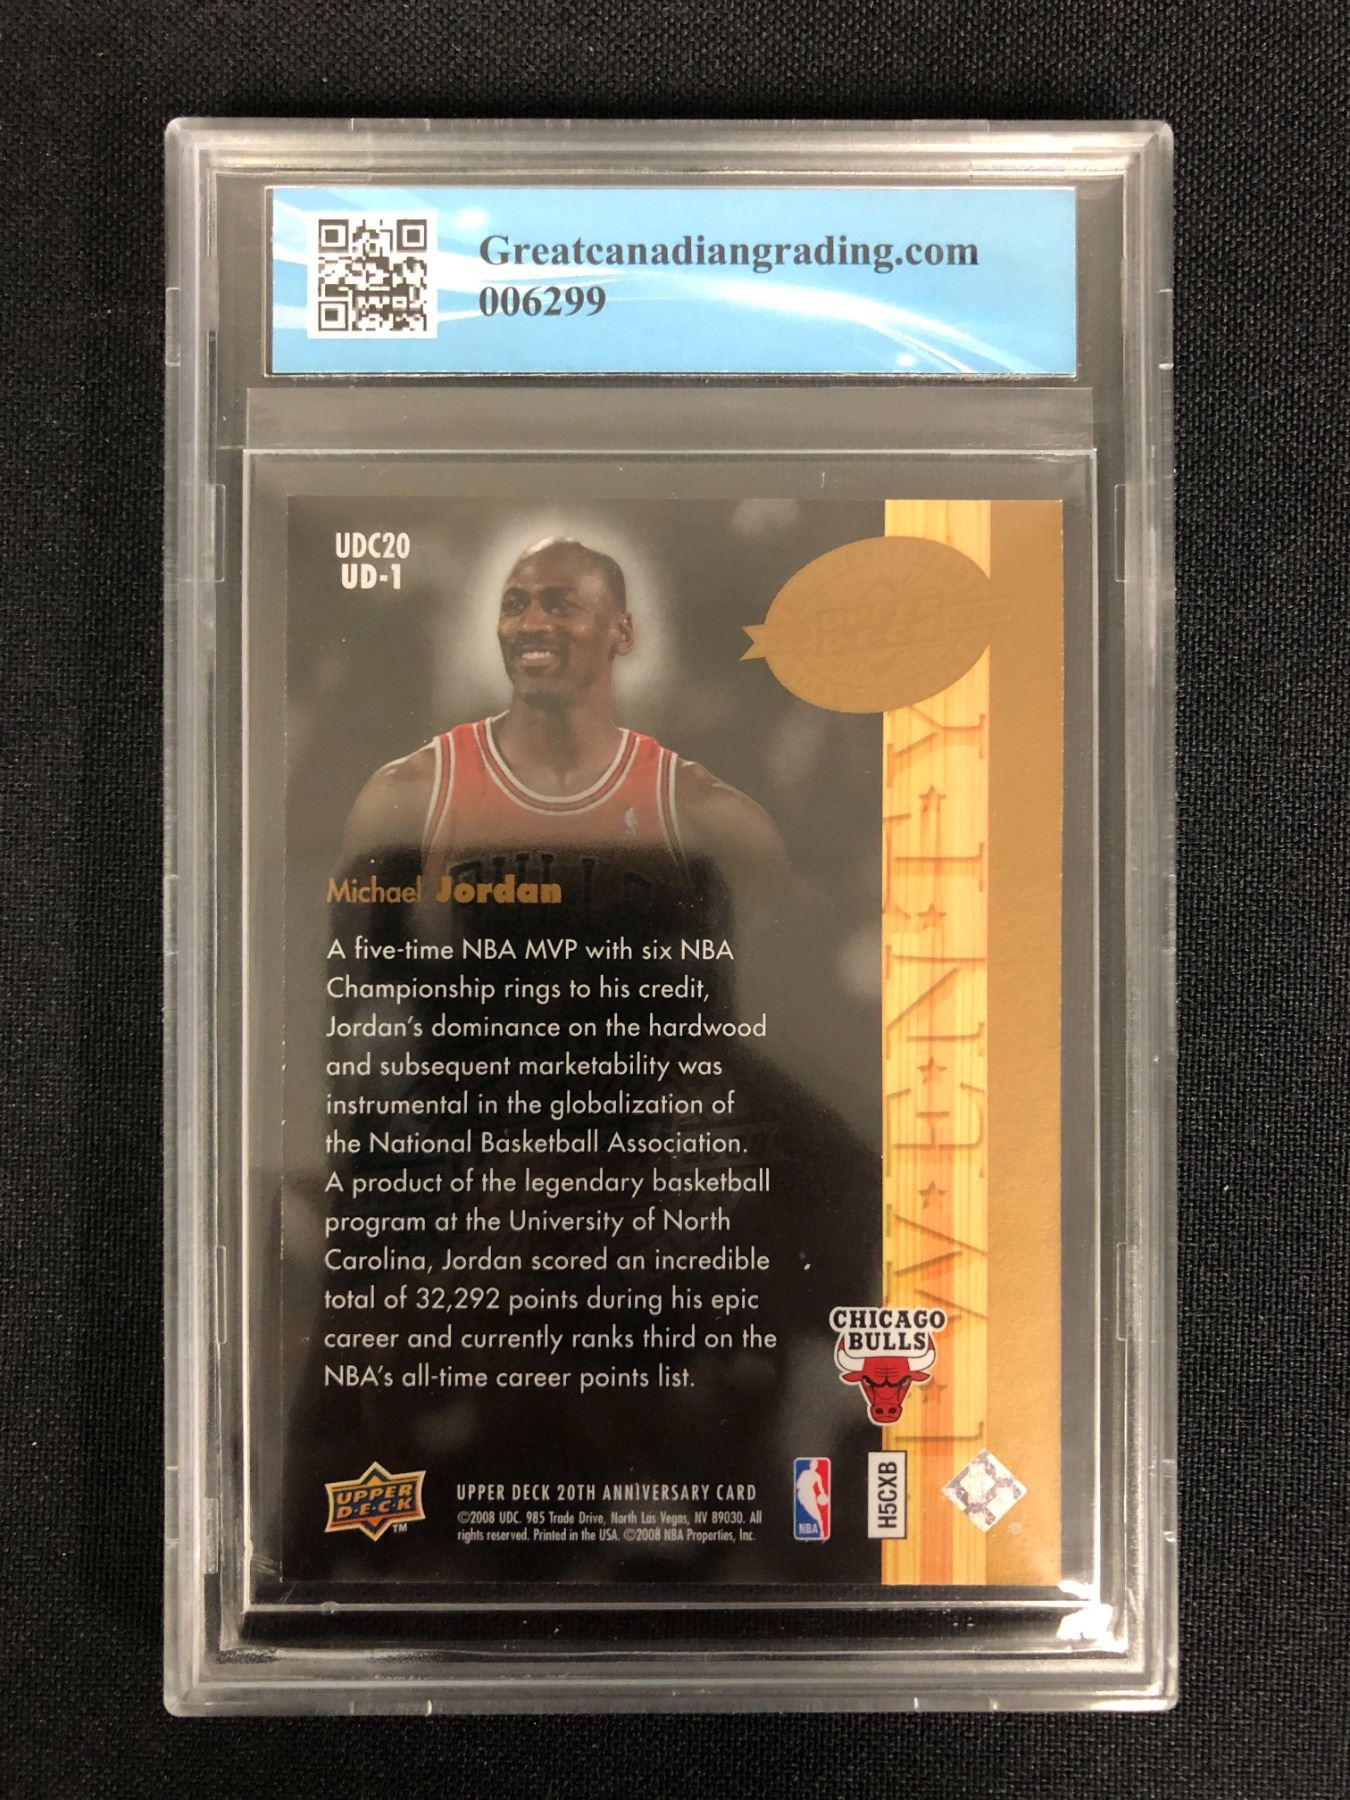 Greatcanadiangrading.com
006299
UDC20
UD-1
UPPER
DECK
TWENTY
Michael Jordan
A five-time NBA MVP with six NBA
Championship rings to his credit,
Jordan's dominance on the hardwood
and subsequent marketability was
instrumental in the globalization of
the National Basketball Association.
A product of the legendary basketball
program at the University of North
Carolina, Jordan scored an incredible
total of 32,292 points during his epic
career and currently ranks third on the
NBA's all-time career points list.
CHICAGO
BULLS
UPPER
D·E·C·K
TM
UPPER DECK 20TH ANNIVERSARY CARD
©2008 UDC. 985 Trade Drive, North Las Vegas, NV 89030. All
rights reserved. Printed in the USA. ©2008 NBA Properties, Inc.
NBA
H5CXB